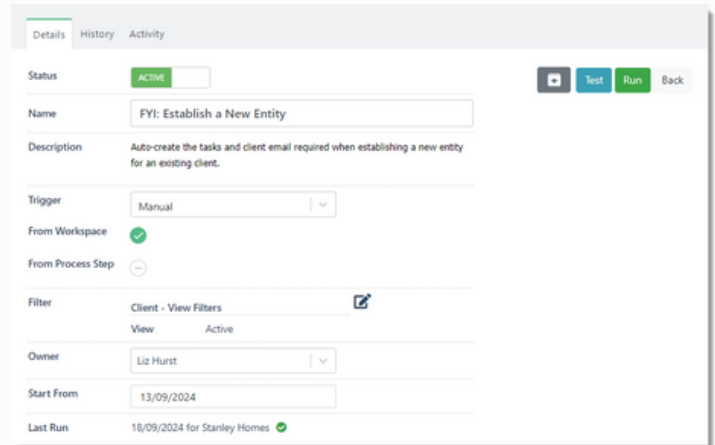 Details History Activity
Status ACTIVE Test Run Back
Name FYI: Establish a New Entity
Description Auto-create the tasks and client email required when establishing a new entity
for an existing client.
Trigger Manual
From Workspace
From Process Step
Filter Client - View Filters
View Active
Owner Liz Hurst
Start From 13/09/2024
Last Run 18/09/2024 for Stanley Homes